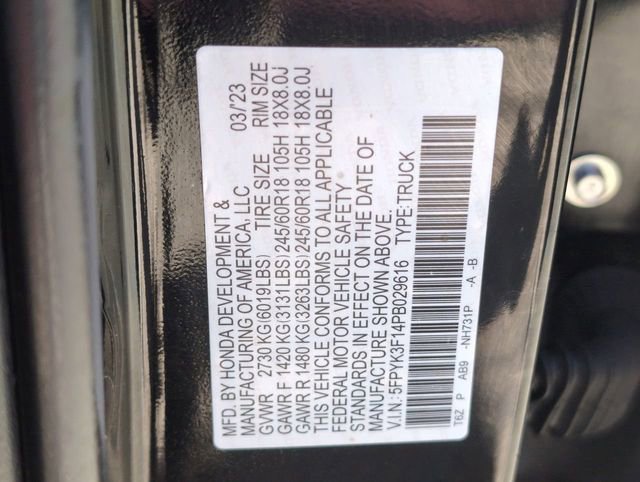 MFD. BY HONDA DEVELOPMENT &
MANUFACTURING OF AMERICA, LLC 03/'23
GVWR 2730 KG(6019LBS) TIRE SIZE RIM SIZE
GAWR F 1420 KG(3131LBS) 245/60R18 105H 18X8.0J
GAWR R 1480 KG(3263LBS) 245/60R18 105H 18X8.0J
THIS VEHICLE CONFORMS TO ALL APPLICABLE
FEDERAL MOTOR VEHICLE SAFETY
STANDARDS IN EFFECT ON THE DATE OF
MANUFACTURE SHOWN ABOVE.
V.I.N.: 5FPYK3F14PB029616 TYPE:TRUCK
T6Z P AB9 -NH731P -A -B